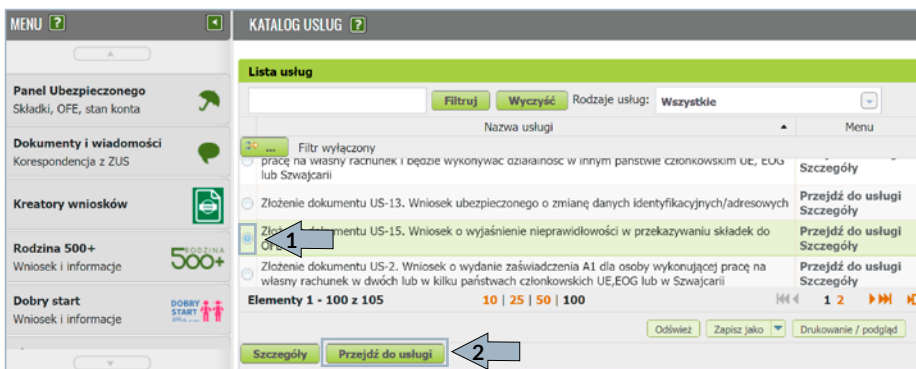 MENU ?
KATALOG USŁUG ?
Lista usług
Panel Ubezpieczonego
Składki, OFE, stan konta
Filtruj Wyczyść Rodzaje usług: Wszystkie
Nazwa usługi Menu
Dokumenty i wiadomości
Korespondencja z ZUS
... Filtr wyłączony
pracę na własny rachunek i będzie wykonywać działalność w innym państwie członkowskim UE, EOG
lub Szwajcarii
Szczegóły
Kreatory wniosków
Złożenie dokumentu US-13. Wniosek ubezpieczonego o zmianę danych identyfikacyjnych/adresowych
Przejdź do usługi
Szczegóły
Rodzina 500+
Wniosek i informacje
RODZINA
500+
1
dokumentu US-15. Wniosek o wyjaśnienie nieprawidłowości w przekazywaniu składek do
Przejdź do usługi
Szczegóły
Złożenie dokumentu US-2. Wniosek o wydanie zaświadczenia A1 dla osoby wykonującej pracę na
własny rachunek w dwóch lub w kilku państwach członkowskich UE,EOG lub w Szwajcarii
Przejdź do usługi
Szczegóły
Dobry start
Wniosek i informacje
DOBRY
START
Elementy 1 - 100 z 105 10 | 25 | 50 | 100 1 2
Odśwież Zapisz jako Drukowanie / podgląd
Szczegóły Przejdź do usługi 2